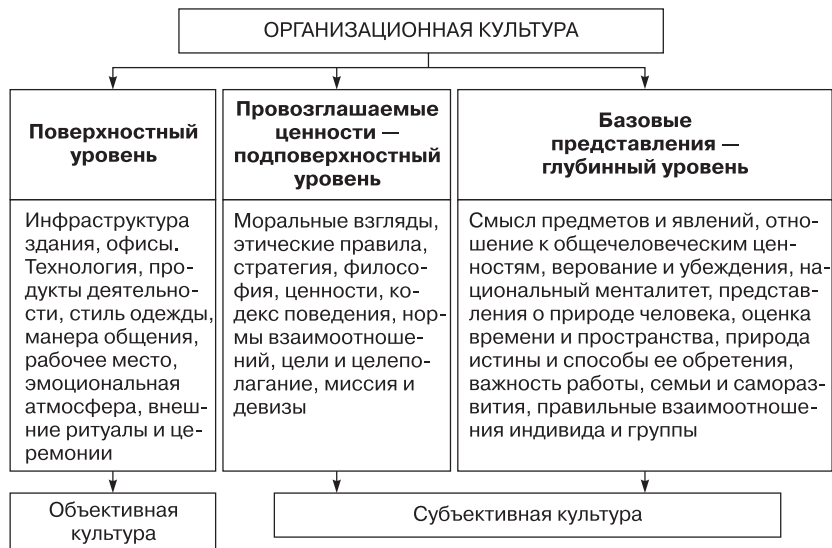 ОРГАНИЗАЦИОННАЯ КУЛЬТУРА
Поверхностный
уровень
Инфраструктура
здания, офисы.
Технология, про-
дукты деятельно-
сти, стиль одежды,
манера общения,
рабочее место,
эмоциональная
атмосфера, внеш-
ние ритуалы и це-
ремонии
Провозглашаемые
ценности —
подповерхностный
уровень
Моральные взгляды,
этические правила,
стратегия, филосо-
фия, ценности, ко-
декс поведения, нор-
мы взаимоотноше-
ний, цели и целепо-
лагание, миссия и
девизы
Базовые
представления —
глубинный уровень
Смысл предметов и явлений, отно-
шение к общечеловеческим цен-
ностям, верование и убеждения, на-
циональный менталитет, представ-
ления о природе человека, оценка
времени и пространства, природа
истины и способы ее обретения,
важность работы, семьи и самораз-
вития, правильные взаимоотноше-
ния индивида и группы
Объективная
культура
Субъективная культура